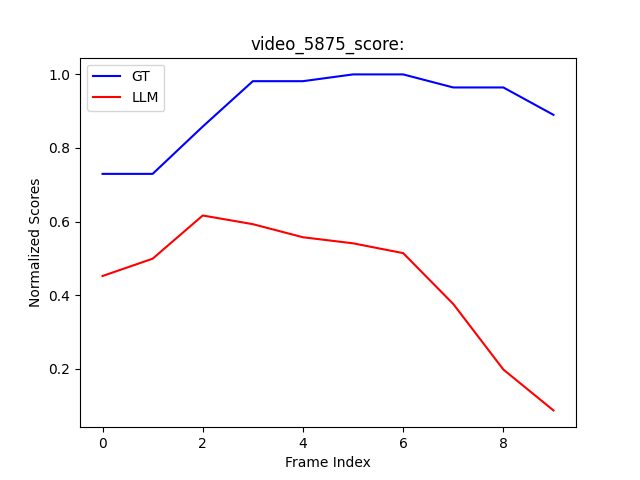 video_5875_score:
GT
LLM
1.0
0.8
0.6
0.4
0.2
Normalized Scores
0 2 4 6 8
Frame Index